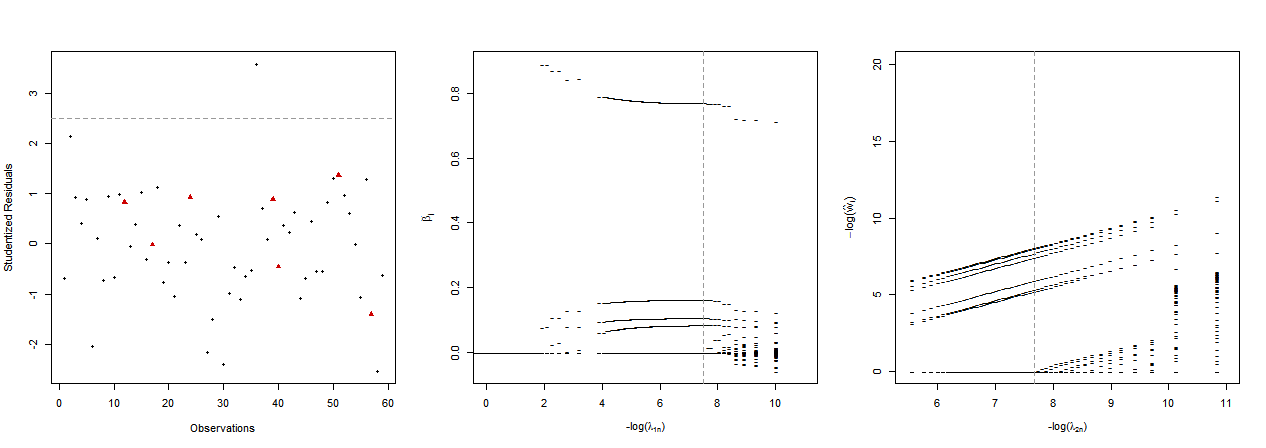 Studentized Residuals
3
2
1
0
-1
-2
0 10 20 30 40 50 60
Observations
β̂j
0.8
0.6
0.4
0.2
0.0
0 2 4 6 8 10
-log(λ1n)
−log(ŵi)
20
15
10
5
0
6 7 8 9 10 11
-log(λ2n)